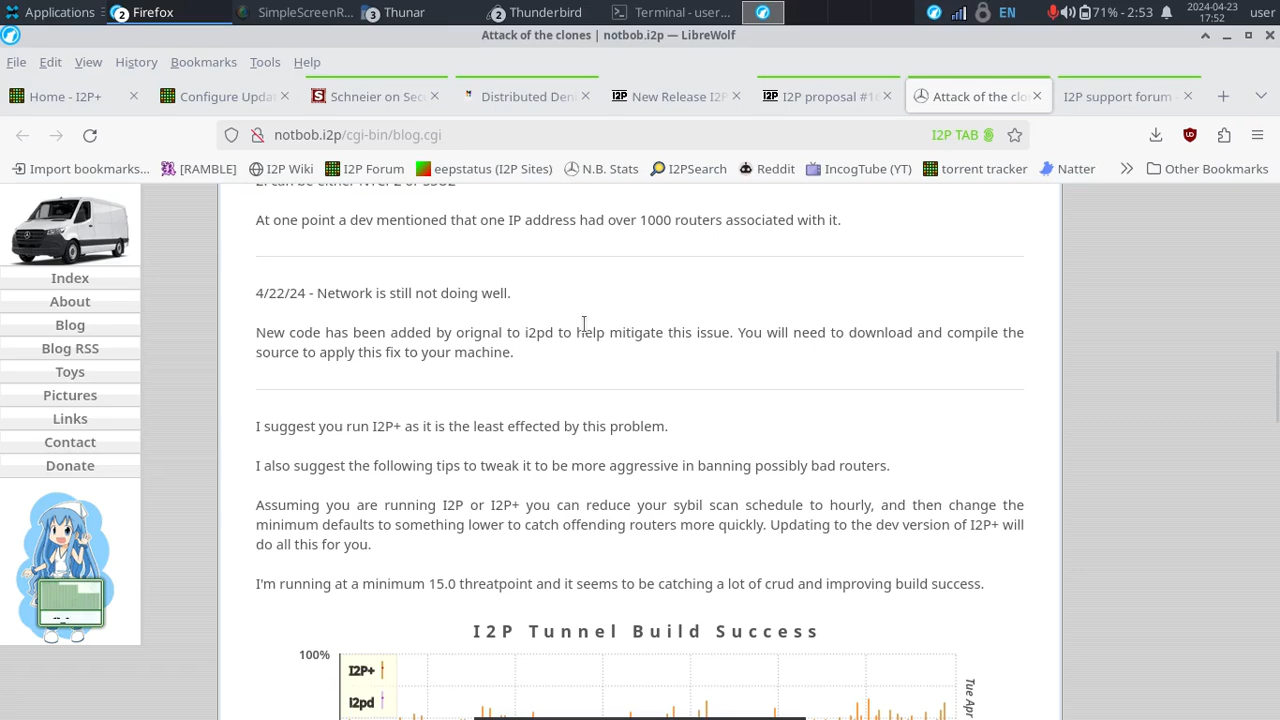 Applications 2 Firefox SimpleScreenR... 3 Thunar 2 Thunderbird Terminal - user... EN 71% - 2:53 2024-04-23 17:52 user
Attack of the clones | notbob.i2p — LibreWolf
File Edit View History Bookmarks Tools Help
Home - I2P+ Configure Updat Schneier on Sec Distributed Deni New Release I2P I2P proposal #1 Attack of the clo I2P support forum -
notbob.i2p/cgi-bin/blog.cgi I2P TAB
Import bookmarks... [RAMBLE] I2P Wiki I2P Forum eepstatus (I2P Sites) N.B. Stats I2PSearch Reddit IncogTube (YT) torrent tracker Natter Other Bookmarks
At one point a dev mentioned that one IP address had over 1000 routers associated with it.
Index
About
Blog
Blog RSS
Toys
Pictures
Links
Contact
Donate
4/22/24 - Network is still not doing well.
New code has been added by orignal to i2pd to help mitigate this issue. You will need to download and compile the
source to apply this fix to your machine.
I suggest you run I2P+ as it is the least effected by this problem.
I also suggest the following tips to tweak it to be more aggressive in banning possibly bad routers.
Assuming you are running I2P or I2P+ you can reduce your sybil scan schedule to hourly, and then change the
minimum defaults to something lower to catch offending routers more quickly. Updating to the dev version of I2P+ will
do all this for you.
I'm running at a minimum 15.0 threatpoint and it seems to be catching a lot of crud and improving build success.
I2P Tunnel Build Success
100%
I2P+
i2pd
Tue Apr